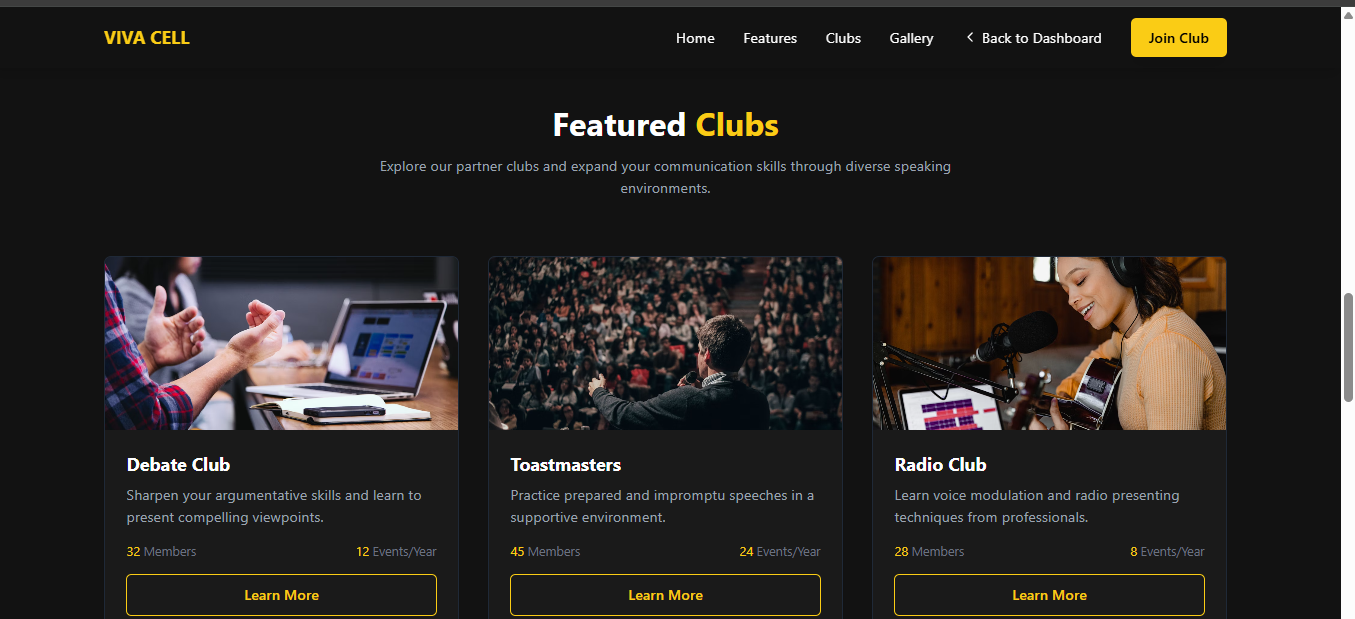 VIVA CELL
Home Features Clubs Gallery Back to Dashboard Join Club
Featured Clubs
Explore our partner clubs and expand your communication skills through diverse speaking
environments.
Debate Club
Sharpen your argumentative skills and learn to
present compelling viewpoints.
32 Members 12 Events/Year
Learn More
Toastmasters
Practice prepared and impromptu speeches in a
supportive environment.
45 Members 24 Events/Year
Learn More
Radio Club
Learn voice modulation and radio presenting
techniques from professionals.
28 Members 8 Events/Year
Learn More